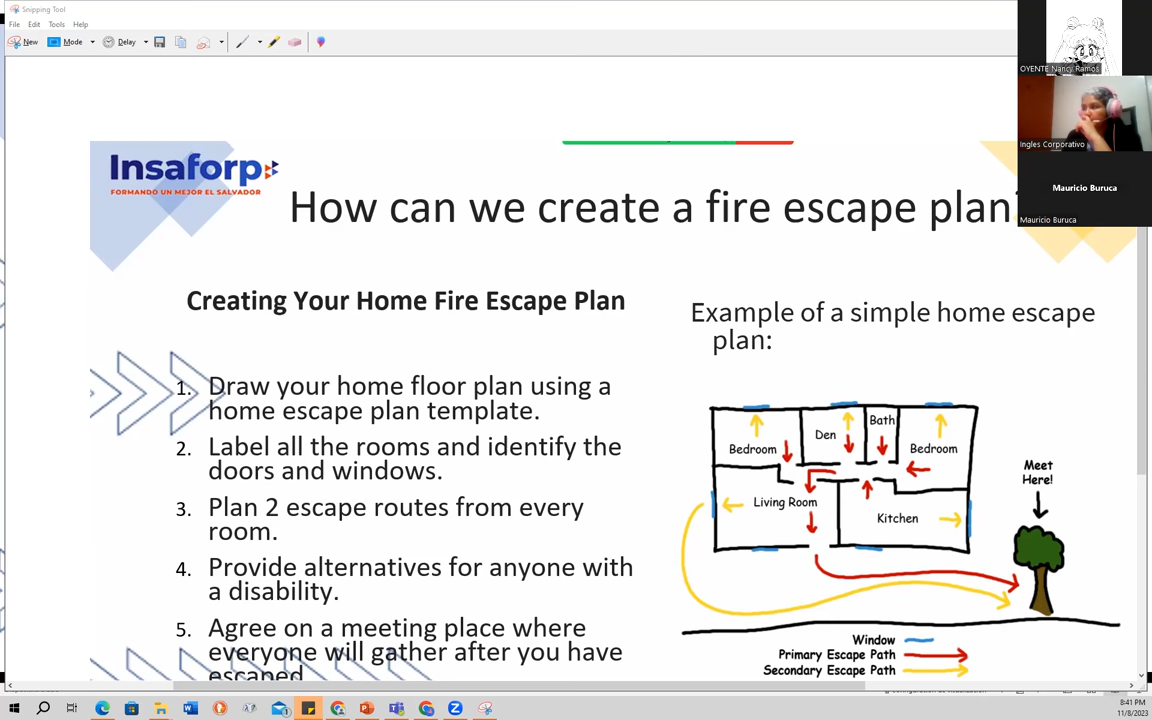 Snipping Tool
File Edit Tools Help
New Mode Delay
OYENTE Nancy Ramos
Ingles Corporativo
Mauricio Buruca
Mauricio Buruca
Insaforp
FORMANDO UN MEJOR EL SALVADOR
How can we create a fire escape plan?
Creating Your Home Fire Escape Plan
1. Draw your home floor plan using a
home escape plan template.
2. Label all the rooms and identify the
doors and windows.
3. Plan 2 escape routes from every
room.
4. Provide alternatives for anyone with
a disability.
5. Agree on a meeting place where
everyone will gather after you have
escaped
Example of a simple home escape
plan:
Bedroom
Den
Bath
Bedroom
Living Room
Kitchen
Meet
Here!
Window
Primary Escape Path
Secondary Escape Path
8:41 PM
11/8/2023